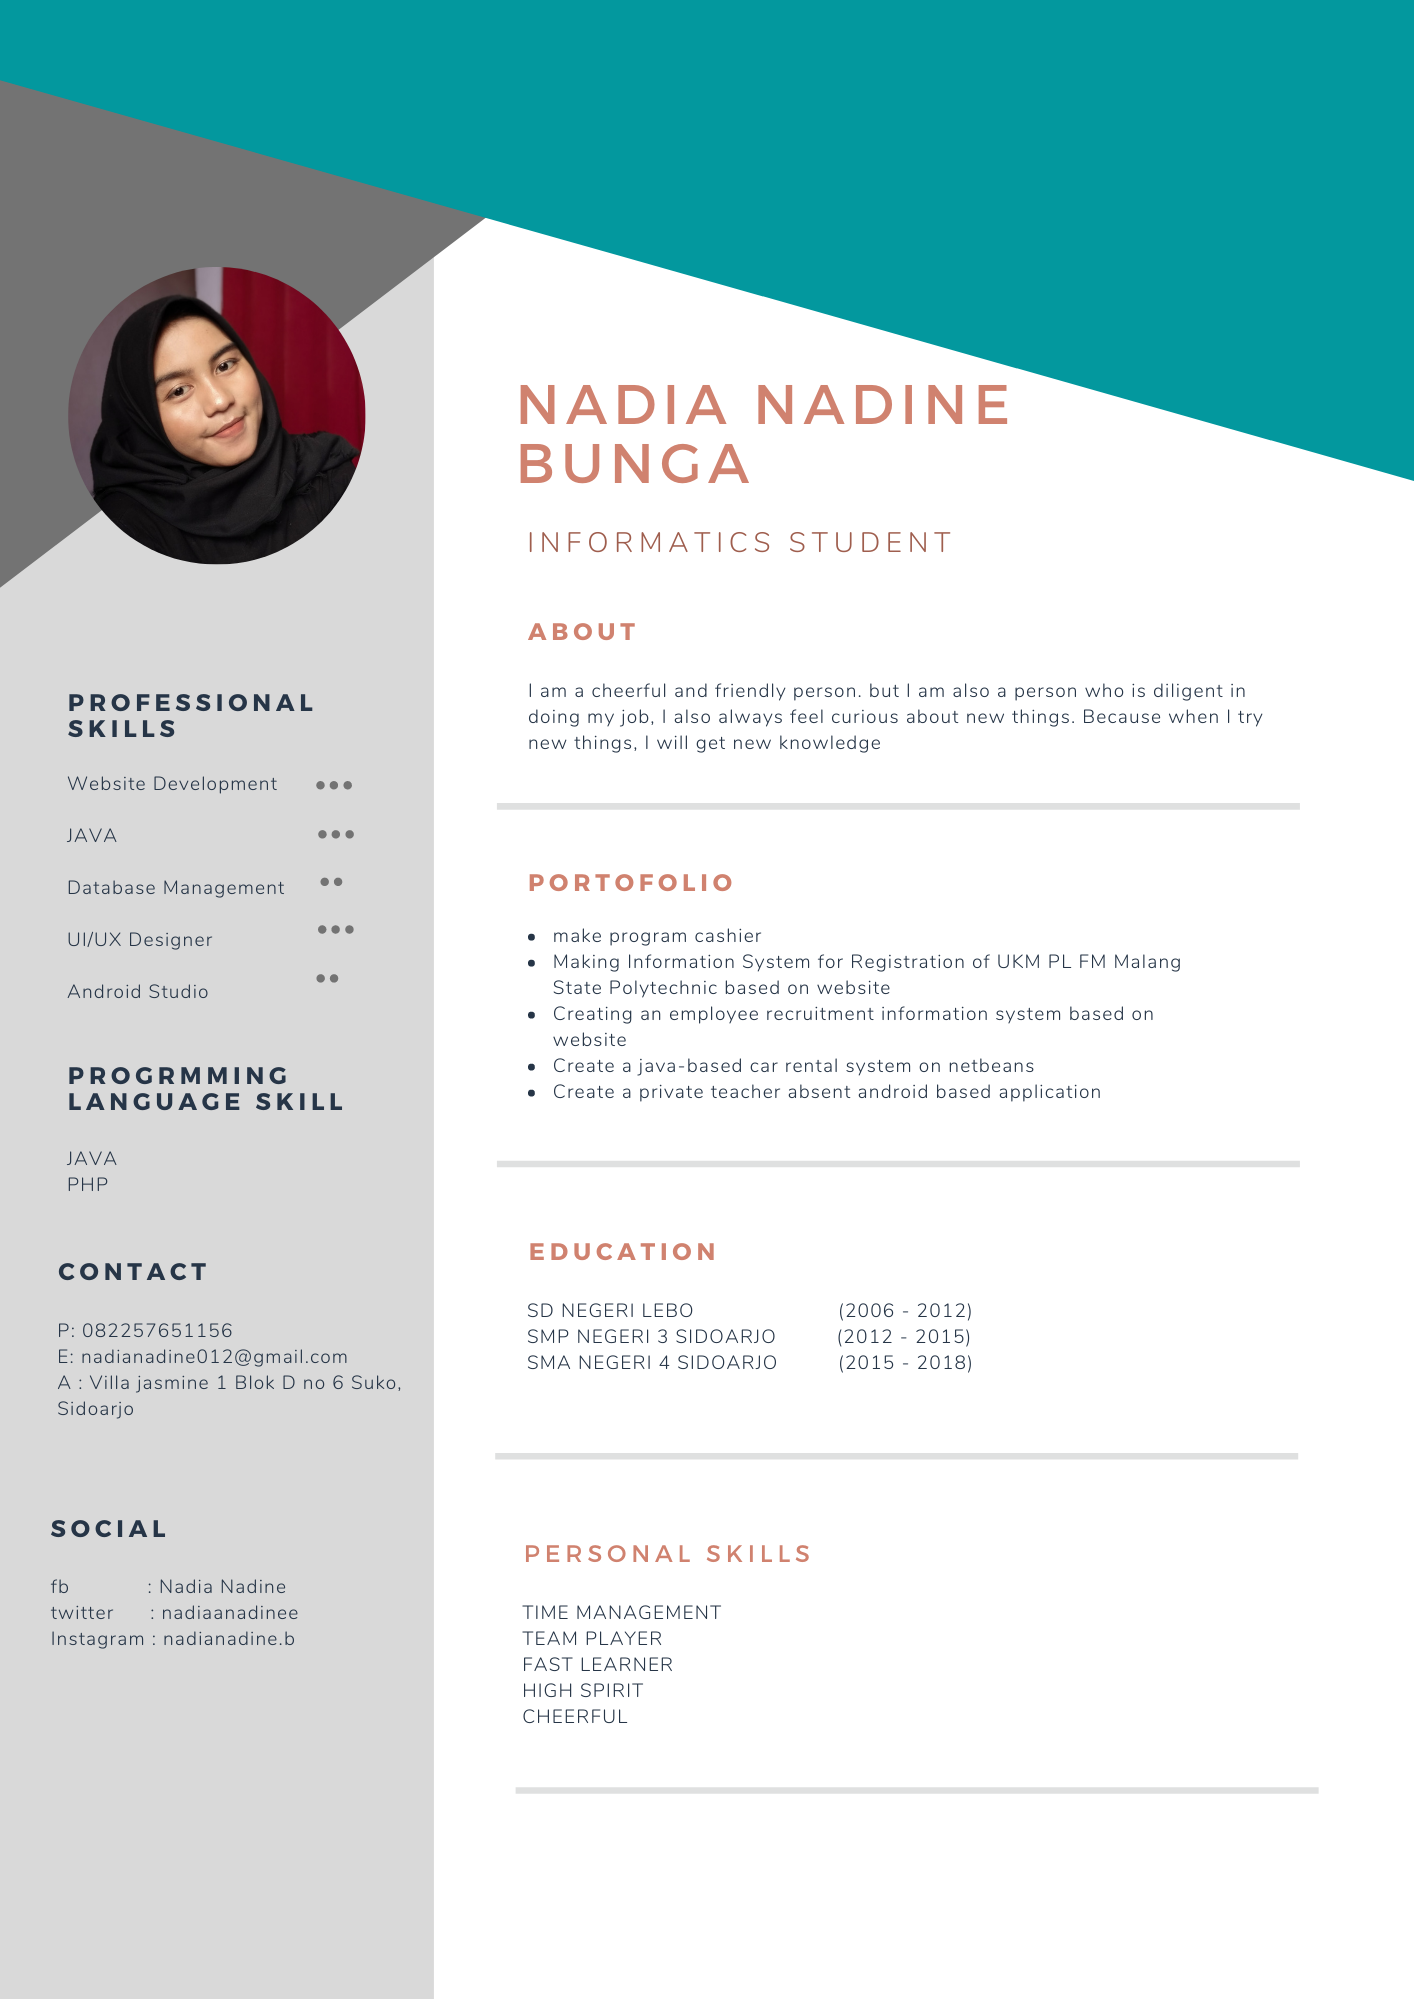 NADIA NADINE
BUNGA
INFORMATICS STUDENT
ABOUT
I am a cheerful and friendly person. but I am also a person who is diligent in
doing my job, I also always feel curious about new things. Because when I try
new things, I will get new knowledge
PORTOFOLIO
• make program cashier
• Making Information System for Registration of UKM PL FM Malang
State Polytechnic based on website
• Creating an employee recruitment information system based on
website
• Create a java-based car rental system on netbeans
• Create a private teacher absent android based application
EDUCATION
SD NEGERI LEBO (2006 - 2012)
SMP NEGERI 3 SIDOARJO (2012 - 2015)
SMA NEGERI 4 SIDOARJO (2015 - 2018)
PERSONAL SKILLS
TIME MANAGEMENT
TEAM PLAYER
FAST LEARNER
HIGH SPIRIT
CHEERFUL
PROFESSIONAL
SKILLS
Website Development
JAVA
Database Management
UI/UX Designer
Android Studio
PROGRMMING
LANGUAGE SKILL
JAVA
PHP
CONTACT
P: 082257651156
E: nadianadine012@gmail.com
A : Villa jasmine 1 Blok D no 6 Suko,
Sidoarjo
SOCIAL
fb : Nadia Nadine
twitter : nadiaanadinee
Instagram : nadianadine.b